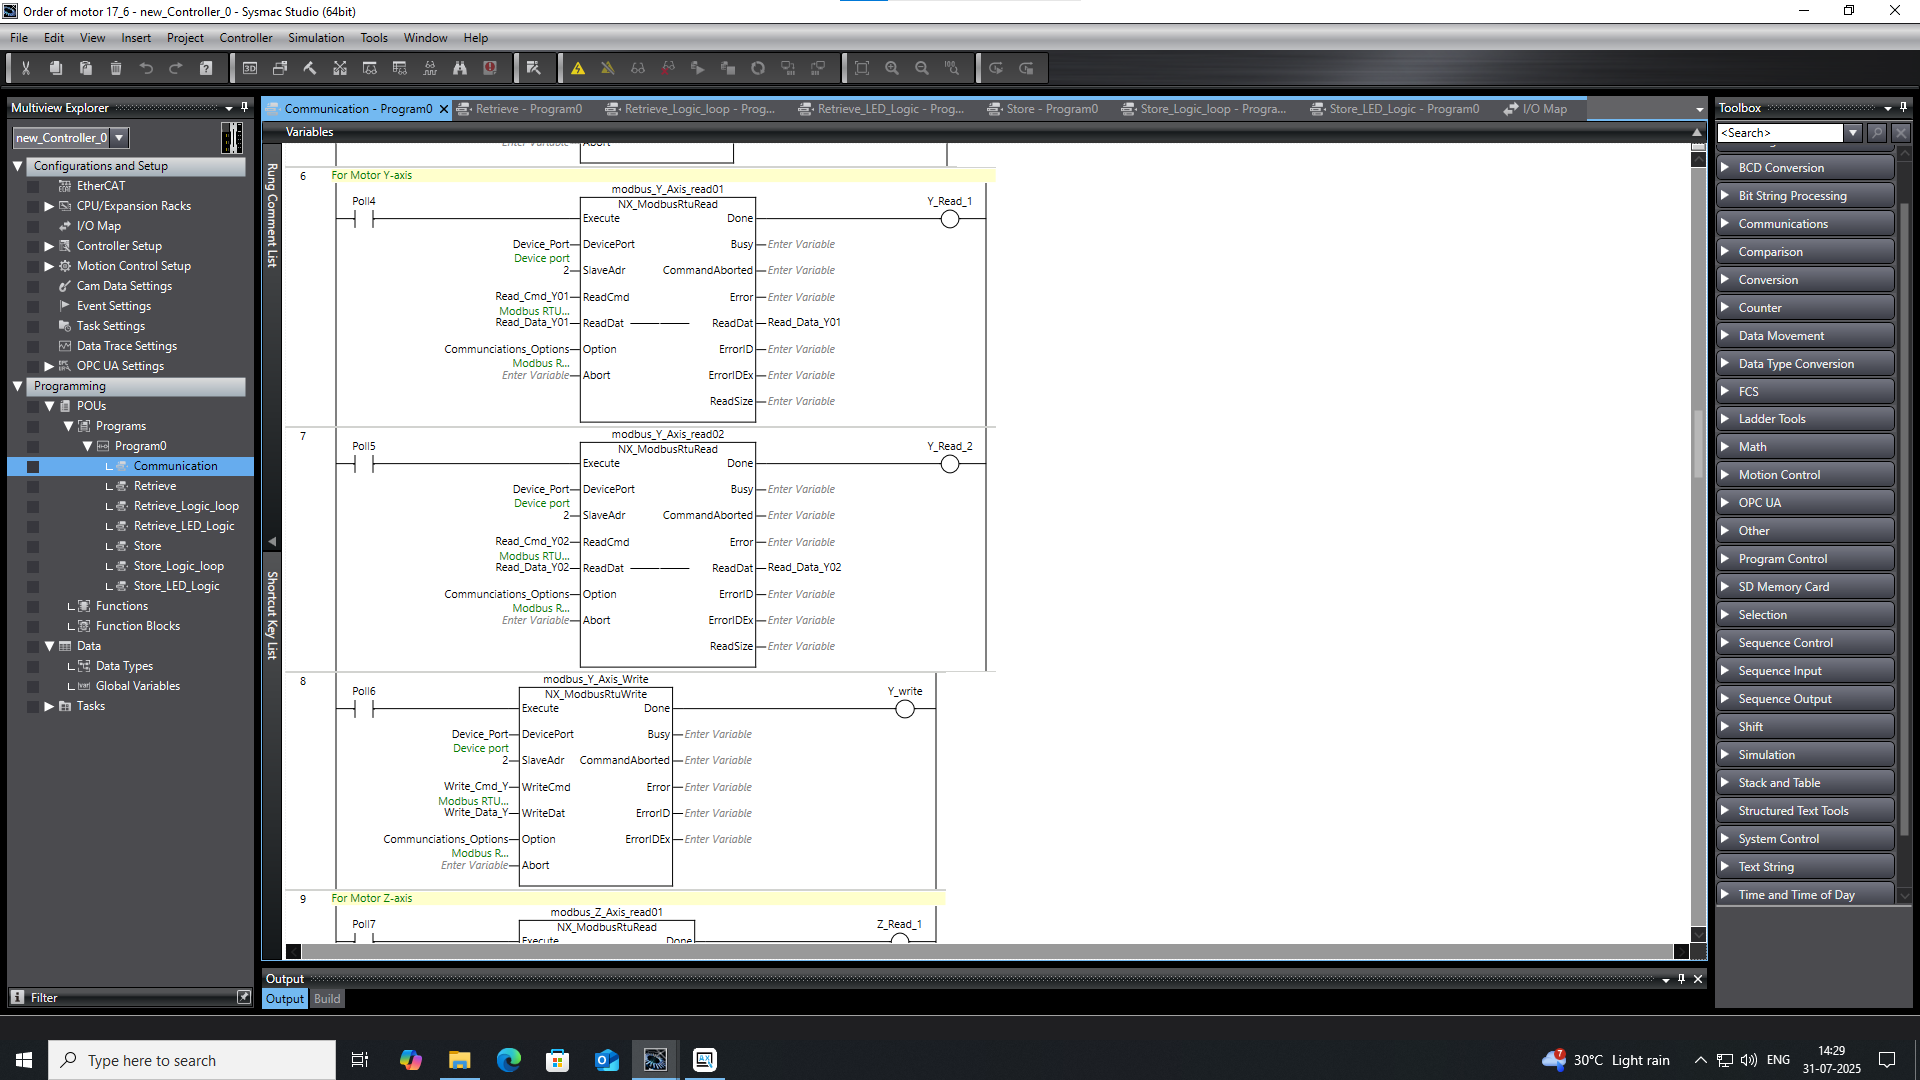 Order of motor 17_6 - new_Controller_0 - Sysmac Studio (64bit)
File Edit View Insert Project Controller Simulation Tools Window Help
Multiview Explorer
new_Controller_0
Configurations and Setup
EtherCAT
CPU/Expansion Racks
I/O Map
Controller Setup
Motion Control Setup
Cam Data Settings
Event Settings
Task Settings
Data Trace Settings
OPC UA Settings
Programming
POUs
Programs
Program0
Communication
Retrieve
Retrieve_Logic_loop
Retrieve_LED_Logic
Store
Store_Logic_loop
Store_LED_Logic
Functions
Function Blocks
Data
Data Types
Global Variables
Tasks
Filter
Communication - Program0 Retrieve - Program0 Retrieve_Logic_loop - Prog... Retrieve_LED_Logic - Prog... Store - Program0 Store_Logic_loop - Progra... Store_LED_Logic - Program0 I/O Map
Variables
Rung Comment List
Shortcut Key List
Enter Variable Abort
6 For Motor Y-axis
modbus_Y_Axis_read01
Poll4 NX_ModbusRtuRead Y_Read_1
Execute Done
Device_Port DevicePort Busy Enter Variable
Device port
2 SlaveAdr CommandAborted Enter Variable
Read_Cmd_Y01 ReadCmd Error Enter Variable
Modbus RTU...
Read_Data_Y01 ReadDat ReadDat Read_Data_Y01
Communciations_Options Option ErrorID Enter Variable
Modbus R...
Enter Variable Abort ErrorIDEx Enter Variable
ReadSize Enter Variable
7 modbus_Y_Axis_read02
Poll5 NX_ModbusRtuRead Y_Read_2
Execute Done
Device_Port DevicePort Busy Enter Variable
Device port
2 SlaveAdr CommandAborted Enter Variable
Read_Cmd_Y02 ReadCmd Error Enter Variable
Modbus RTU...
Read_Data_Y02 ReadDat ReadDat Read_Data_Y02
Communciations_Options Option ErrorID Enter Variable
Modbus R...
Enter Variable Abort ErrorIDEx Enter Variable
ReadSize Enter Variable
8 modbus_Y_Axis_Write
Poll6 NX_ModbusRtuWrite Y_write
Execute Done
Device_Port DevicePort Busy Enter Variable
Device port
2 SlaveAdr CommandAborted Enter Variable
Write_Cmd_Y WriteCmd Error Enter Variable
Modbus RTU...
Write_Data_Y WriteDat ErrorID Enter Variable
Communciations_Options Option ErrorIDEx Enter Variable
Modbus R...
Enter Variable Abort
9 For Motor Z-axis
modbus_Z_Axis_read01
Poll7 NX_ModbusRtuRead Z_Read_1
Execute Done
Output
Output Build
Toolbox
<Search>
BCD Conversion
Bit String Processing
Communications
Comparison
Conversion
Counter
Data Movement
Data Type Conversion
FCS
Ladder Tools
Math
Motion Control
OPC UA
Other
Program Control
SD Memory Card
Selection
Sequence Control
Sequence Input
Sequence Output
Shift
Simulation
Stack and Table
Structured Text Tools
System Control
Text String
Time and Time of Day
Type here to search
7 30°C Light rain ENG 14:29
31-07-2025